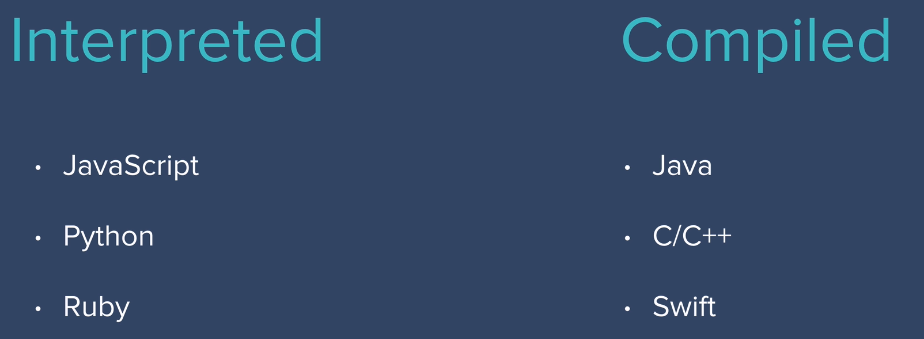 Interpreted
• JavaScript
• Python
• Ruby
Compiled
• Java
• C/C++
• Swift